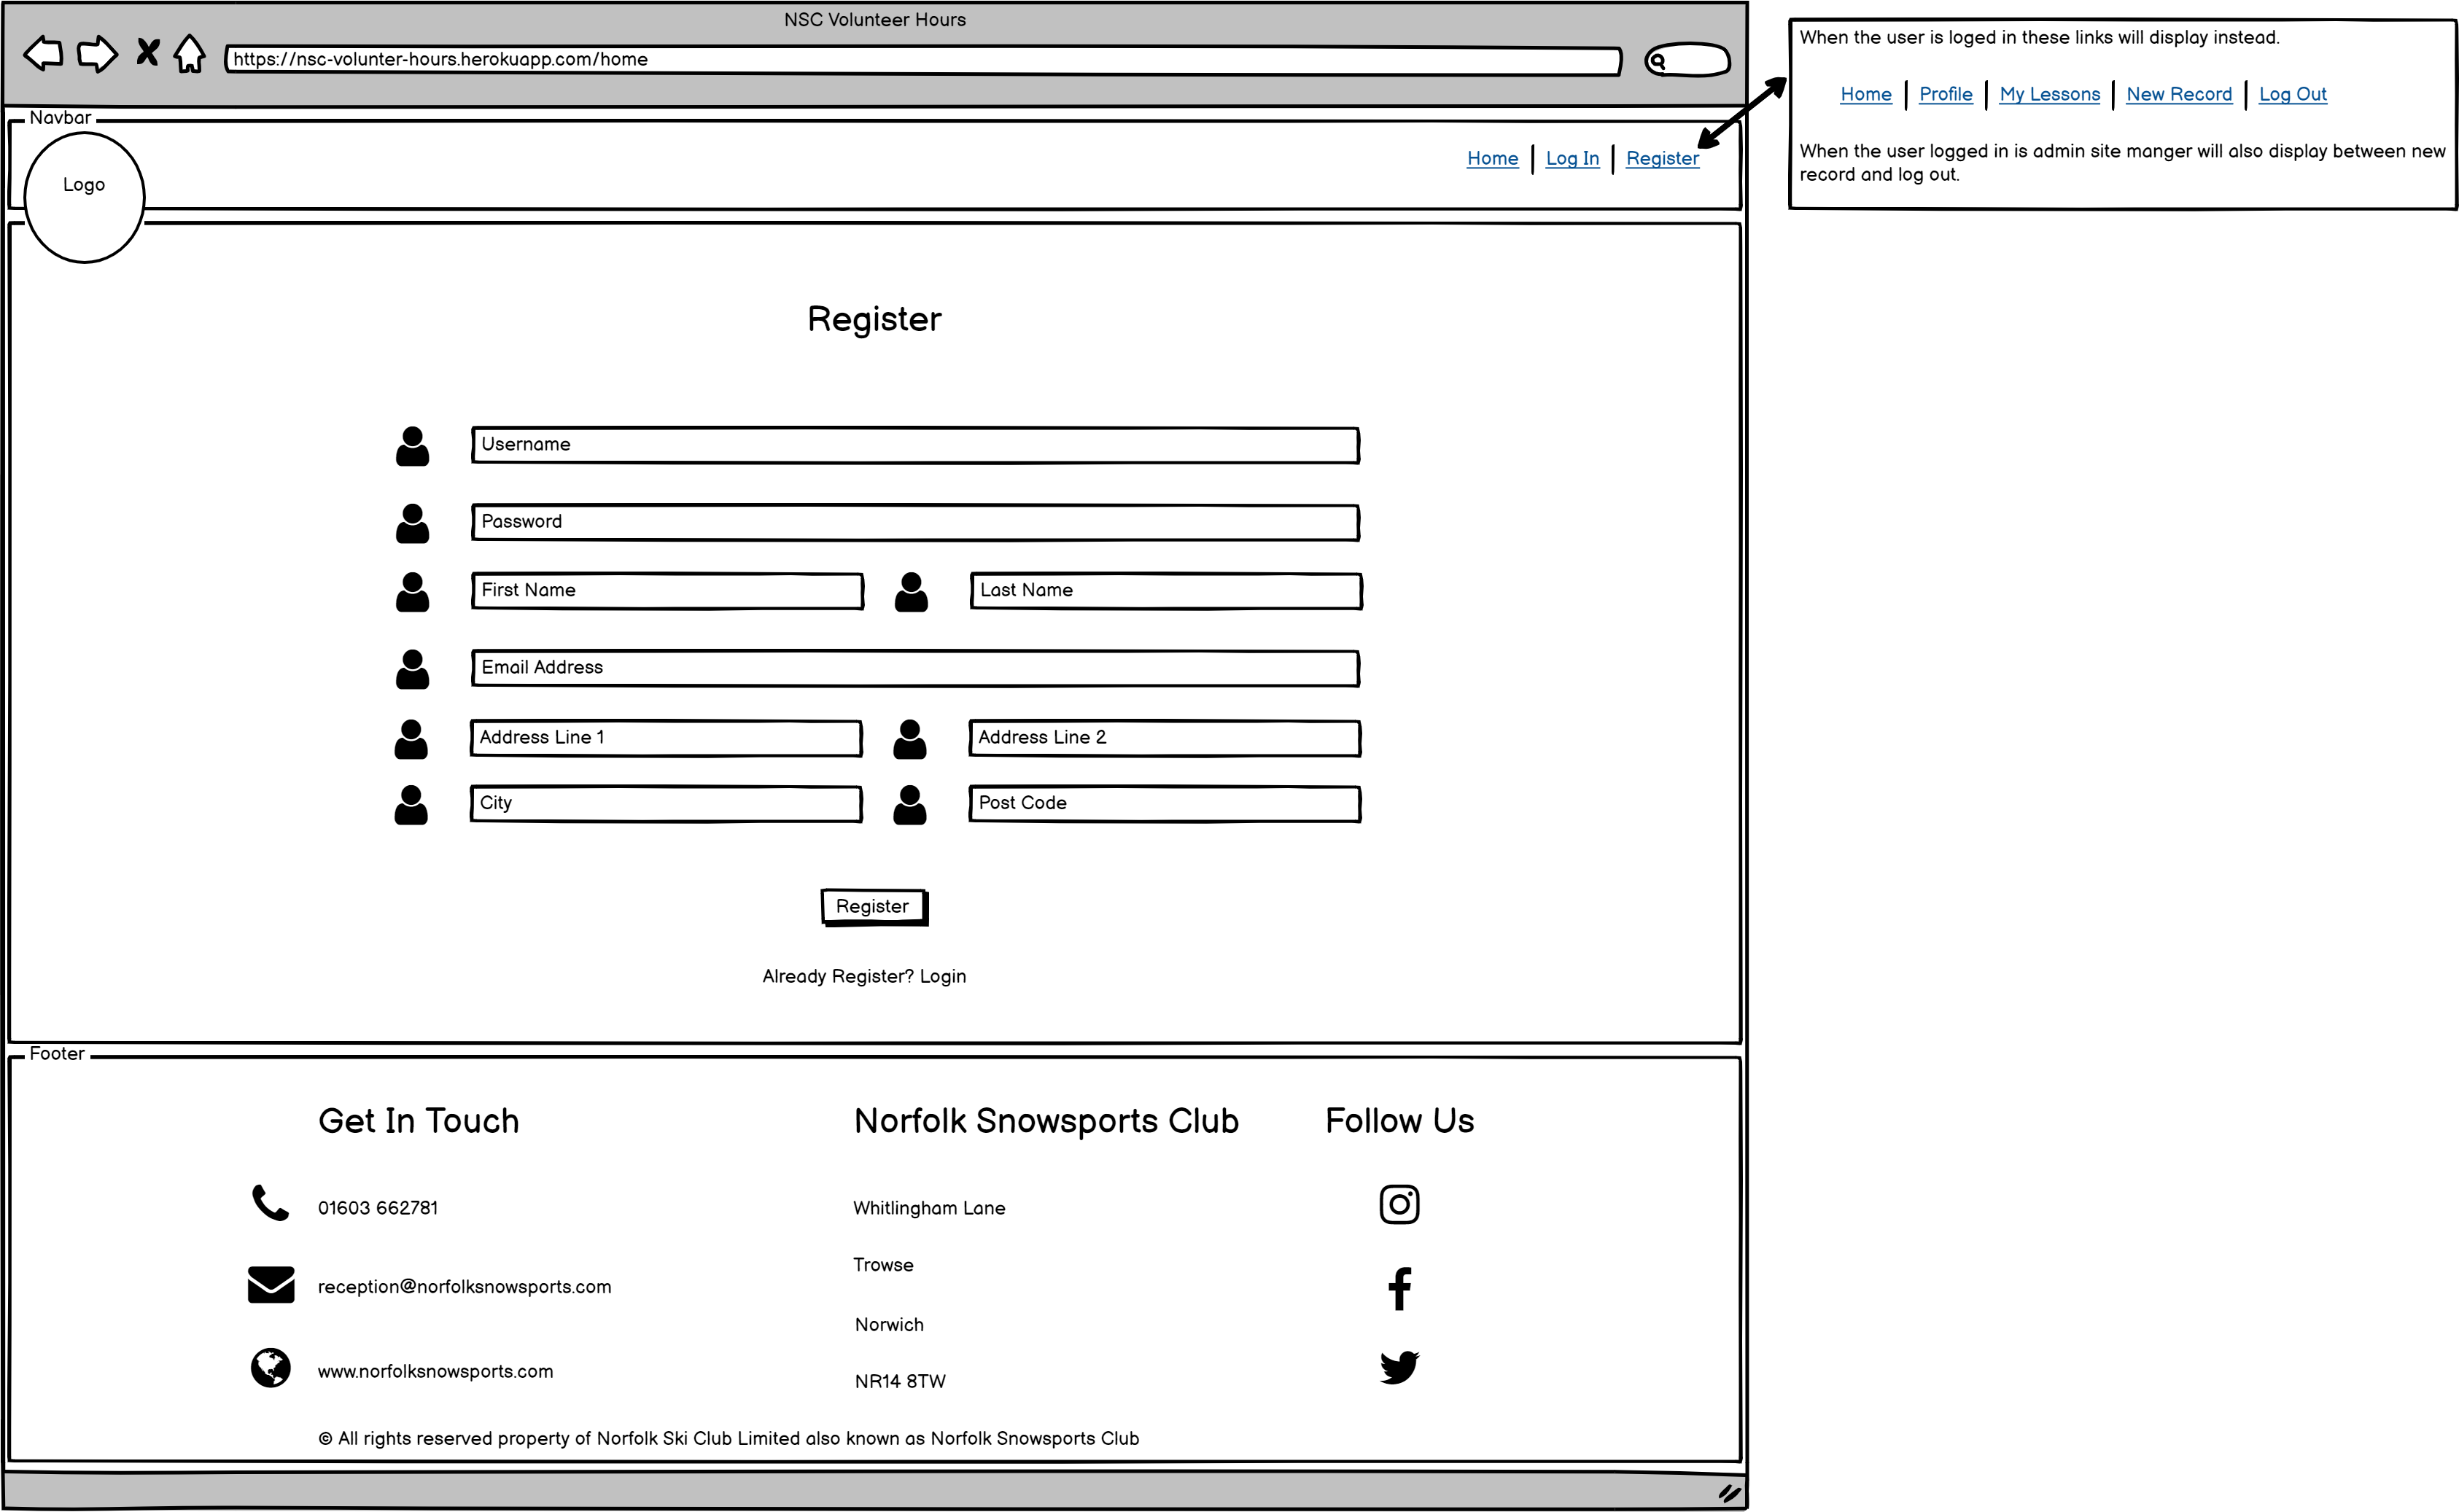 NSC Volunteer Hours
https://nsc-volunter-hours.herokuapp.com/home
Navbar
Logo
Home | Log In | Register
When the user is loged in these links will display instead.
Home | Profile | My Lessons | New Record | Log Out
When the user logged in is admin site manger will also display between new
record and log out.
Register
Username
Password
First Name
Last Name
Email Address
Address Line 1
Address Line 2
City
Post Code
Register
Already Register? Login
Footer
Get In Touch
01603 662781
reception@norfolksnowsports.com
www.norfolksnowsports.com
Norfolk Snowsports Club
Whitlingham Lane
Trowse
Norwich
NR14 8TW
Follow Us
© All rights reserved property of Norfolk Ski Club Limited also known as Norfolk Snowsports Club